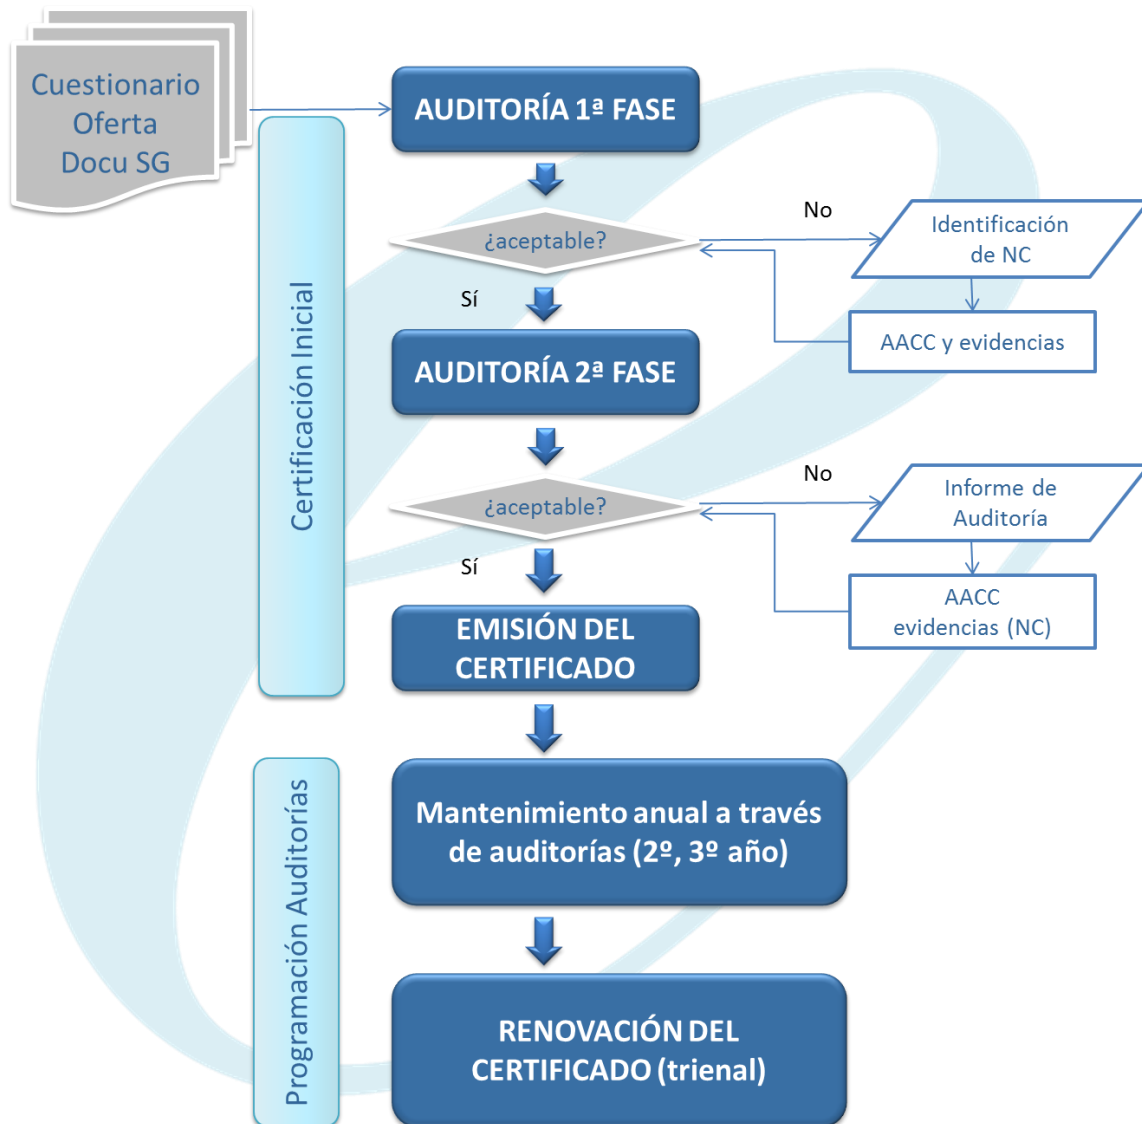 Cuestionario
Oferta
Docu SG
AUDITORÍA 1ª FASE
¿aceptable?
No
Identificación
de NC
AACC y evidencias
Sí
AUDITORÍA 2ª FASE
¿aceptable?
No
Informe de
Auditoría
AACC
evidencias (NC)
Sí
EMISIÓN DEL
CERTIFICADO
Certificación Inicial
Mantenimiento anual a través
de auditorías (2º, 3º año)
RENOVACIÓN DEL
CERTIFICADO (trienal)
Programación Auditorías